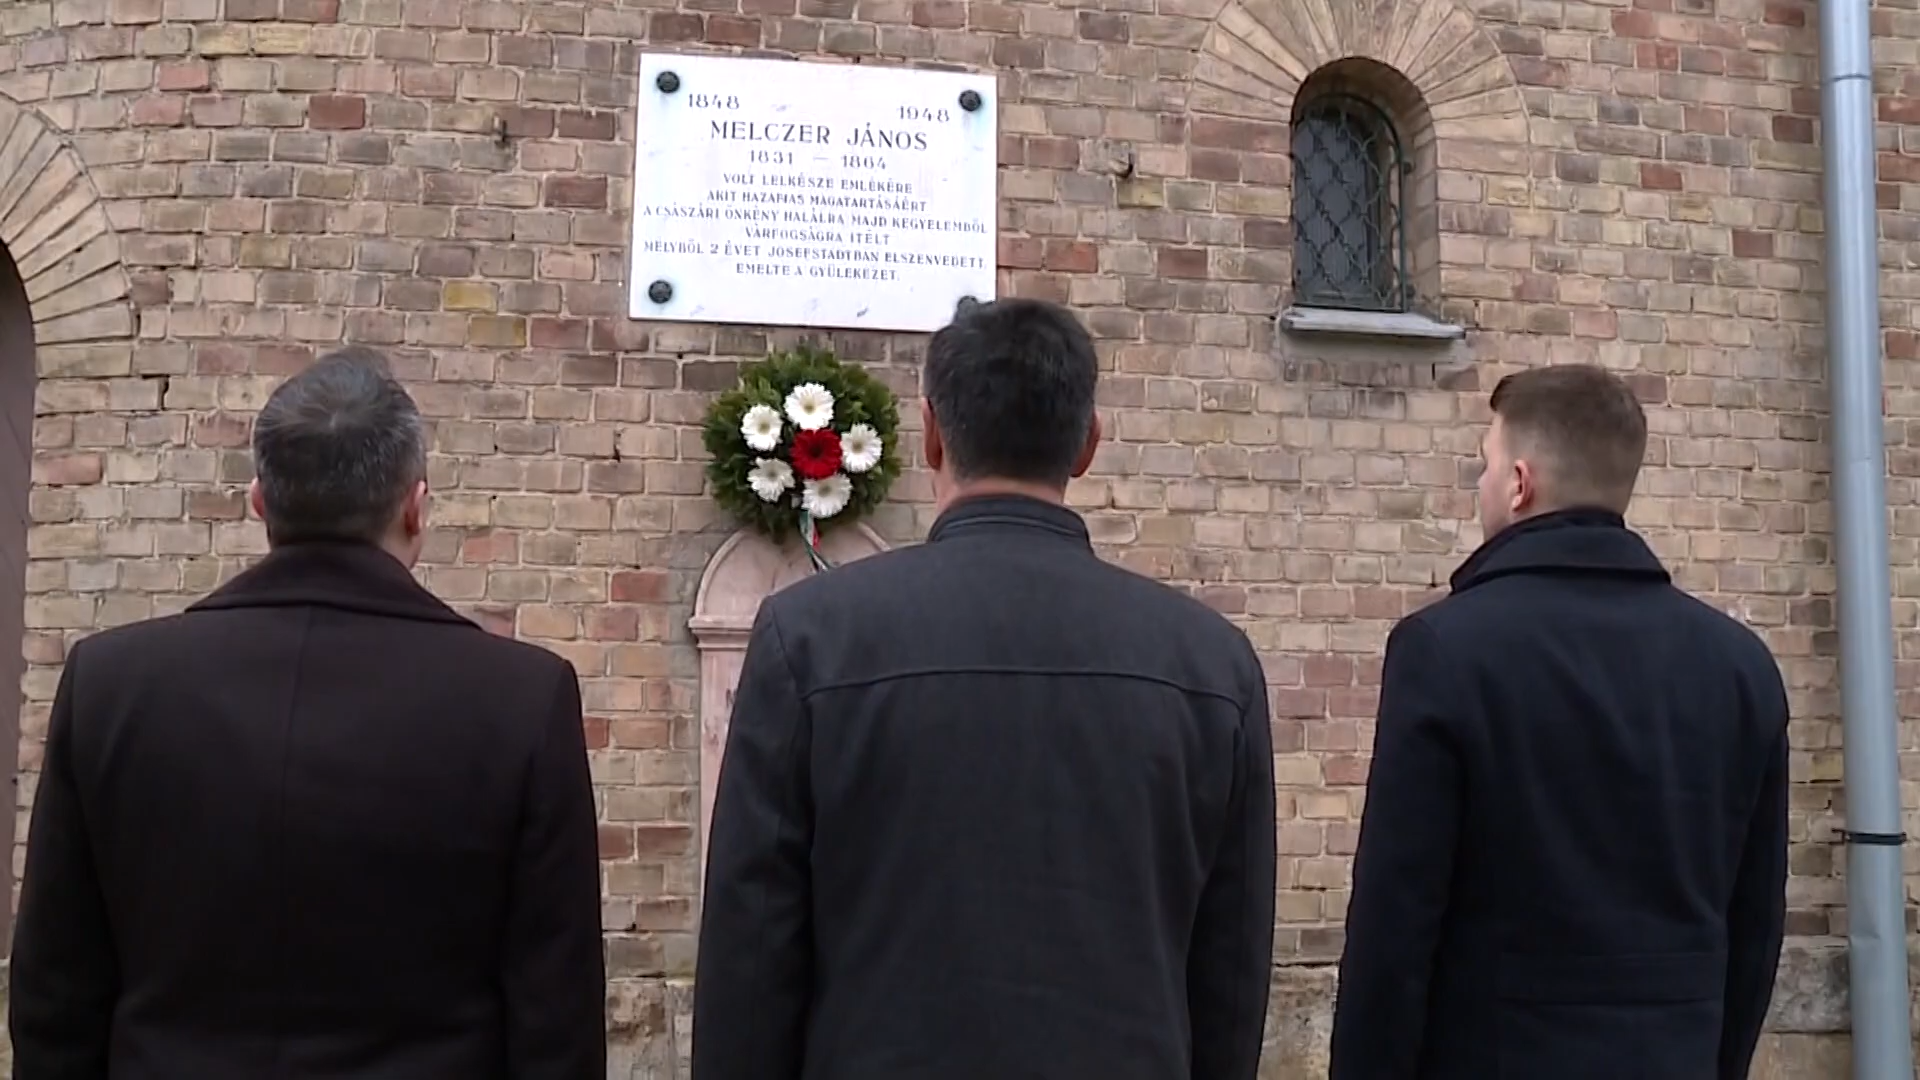 1848 1948
MELCZER JÁNOS
1831 — 1864
VOLT LELKÉSZE EMLÉKÉRE
AKIT HAZAFIAS MAGATARTÁSÁÉRT
A CSÁSZÁRI ÖNKÉNY HALÁLRA MAJD KEGYELEMBŐL
VÁRFOGSÁGRA ITÉLT
MELYBŐL 2 ÉVET JOSEFSTADTBAN ELSZENVEDETT.
EMELTE A GYÜLEKEZET.